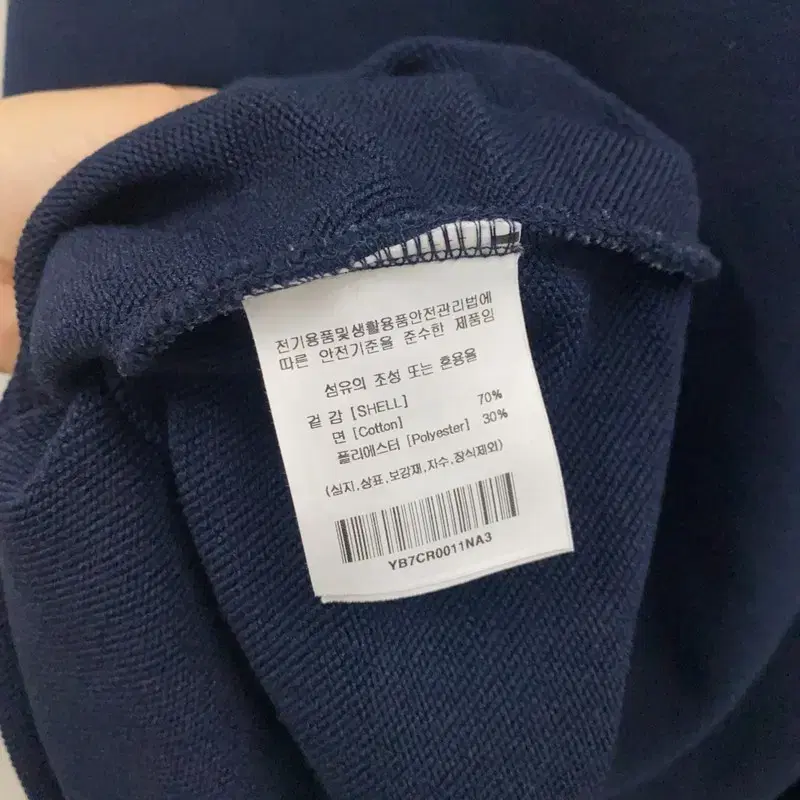 전기용품및생활용품안전관리법에
따른 안전기준을 준수한 제품임
섬유의 조성 또는 혼용율
겉 감 [SHELL]
면 [Cotton] 70%
폴리에스터 [Polyester] 30%
(심지,상표,보강재,자수,장식제외)
YB7CR0011NA3